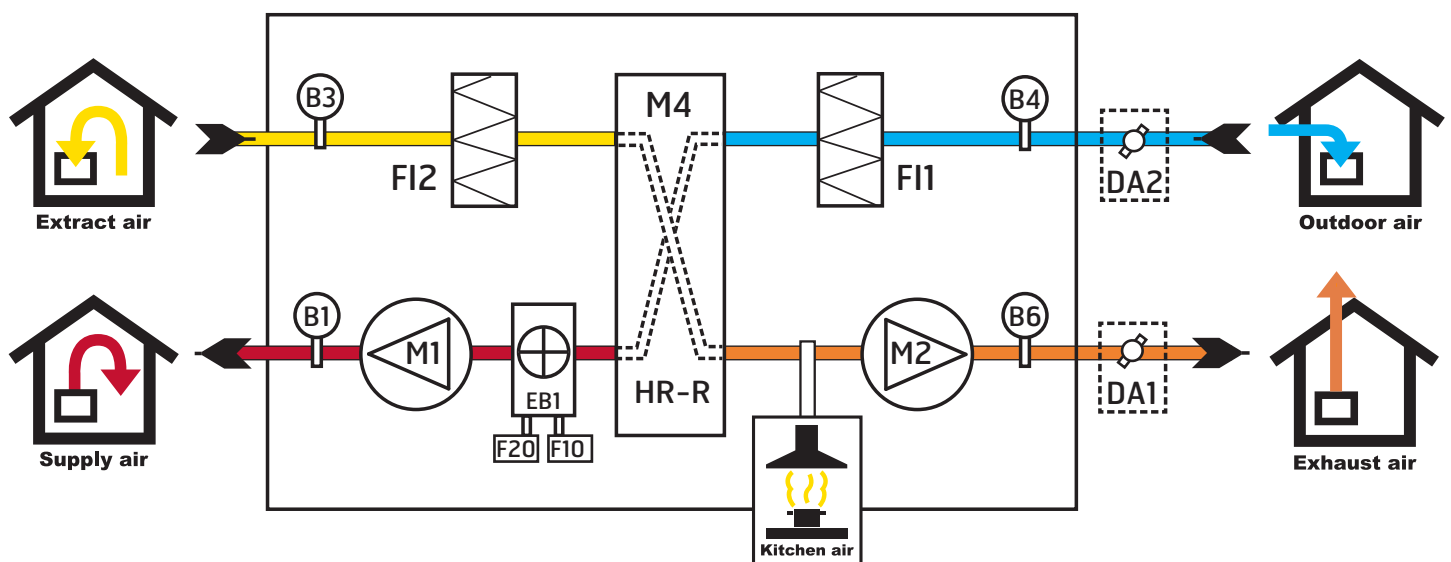 B3
M4
B4
FI2
FI1
DA2
Extract air
Outdoor air
B1
M1
EB1
F20
F10
HR-R
M2
B6
DA1
Supply air
Exhaust air
Kitchen air